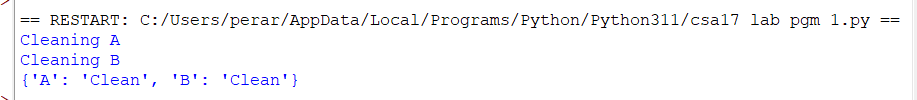 == RESTART: C:/Users/perar/AppData/Local/Programs/Python/Python311/csa17 lab pgm 1.py ==
Cleaning A
Cleaning B
{'A': 'Clean', 'B': 'Clean'}